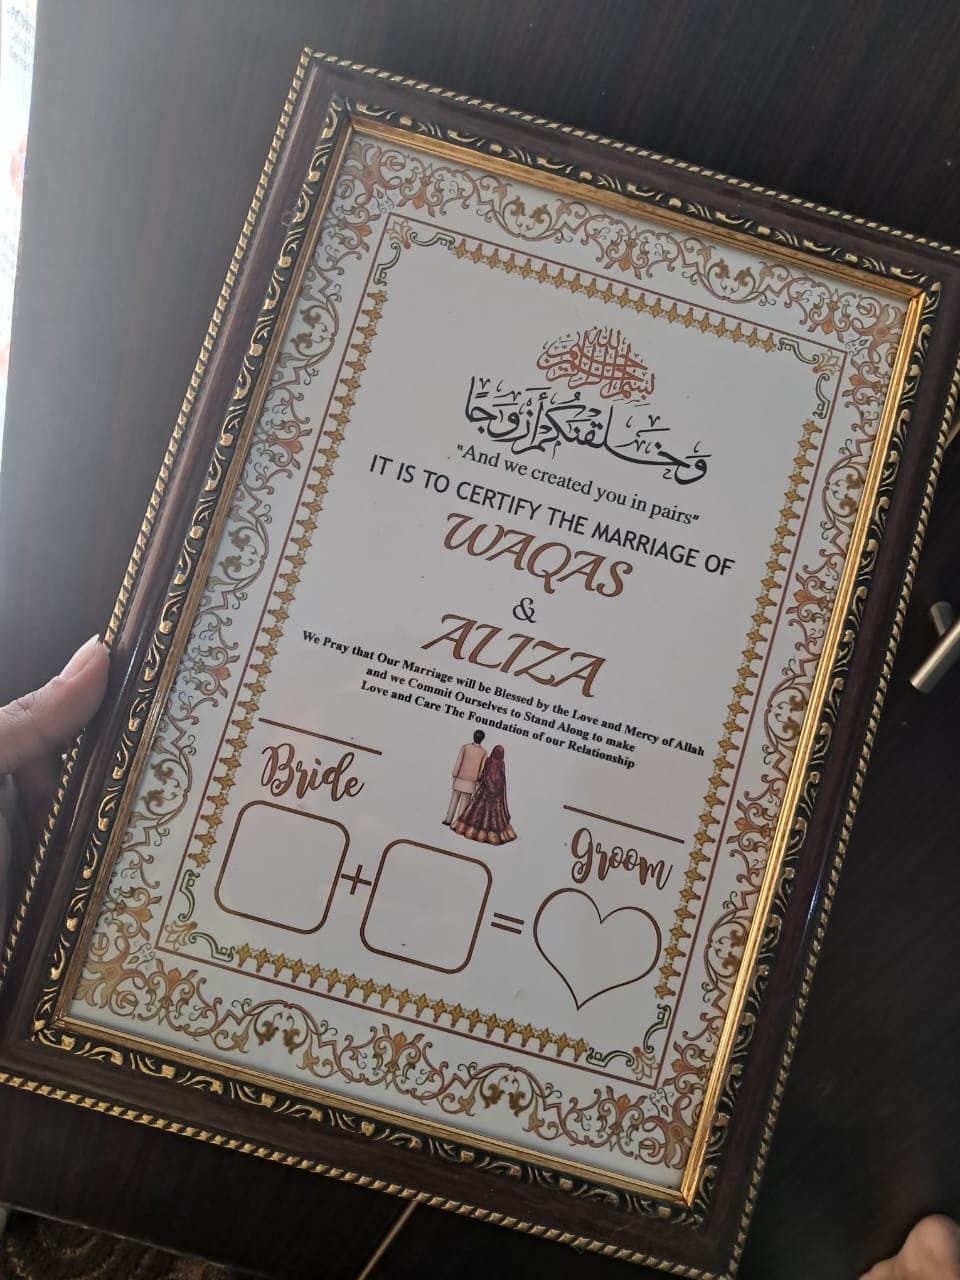 بسم الله الرحمن الرحيم
وَخَلَقْنَكُمْ أَزْوَجًا
"And we created you in pairs"
IT IS TO CERTIFY THE MARRIAGE OF
WAQAS
&
ALIZA
We Pray that Our Marriage will be Blessed by the Love and Mercy of Allah
and we Commit Ourselves to Stand Along to make
Love and Care The Foundation of our Relationship
Bride
Groom
+
=